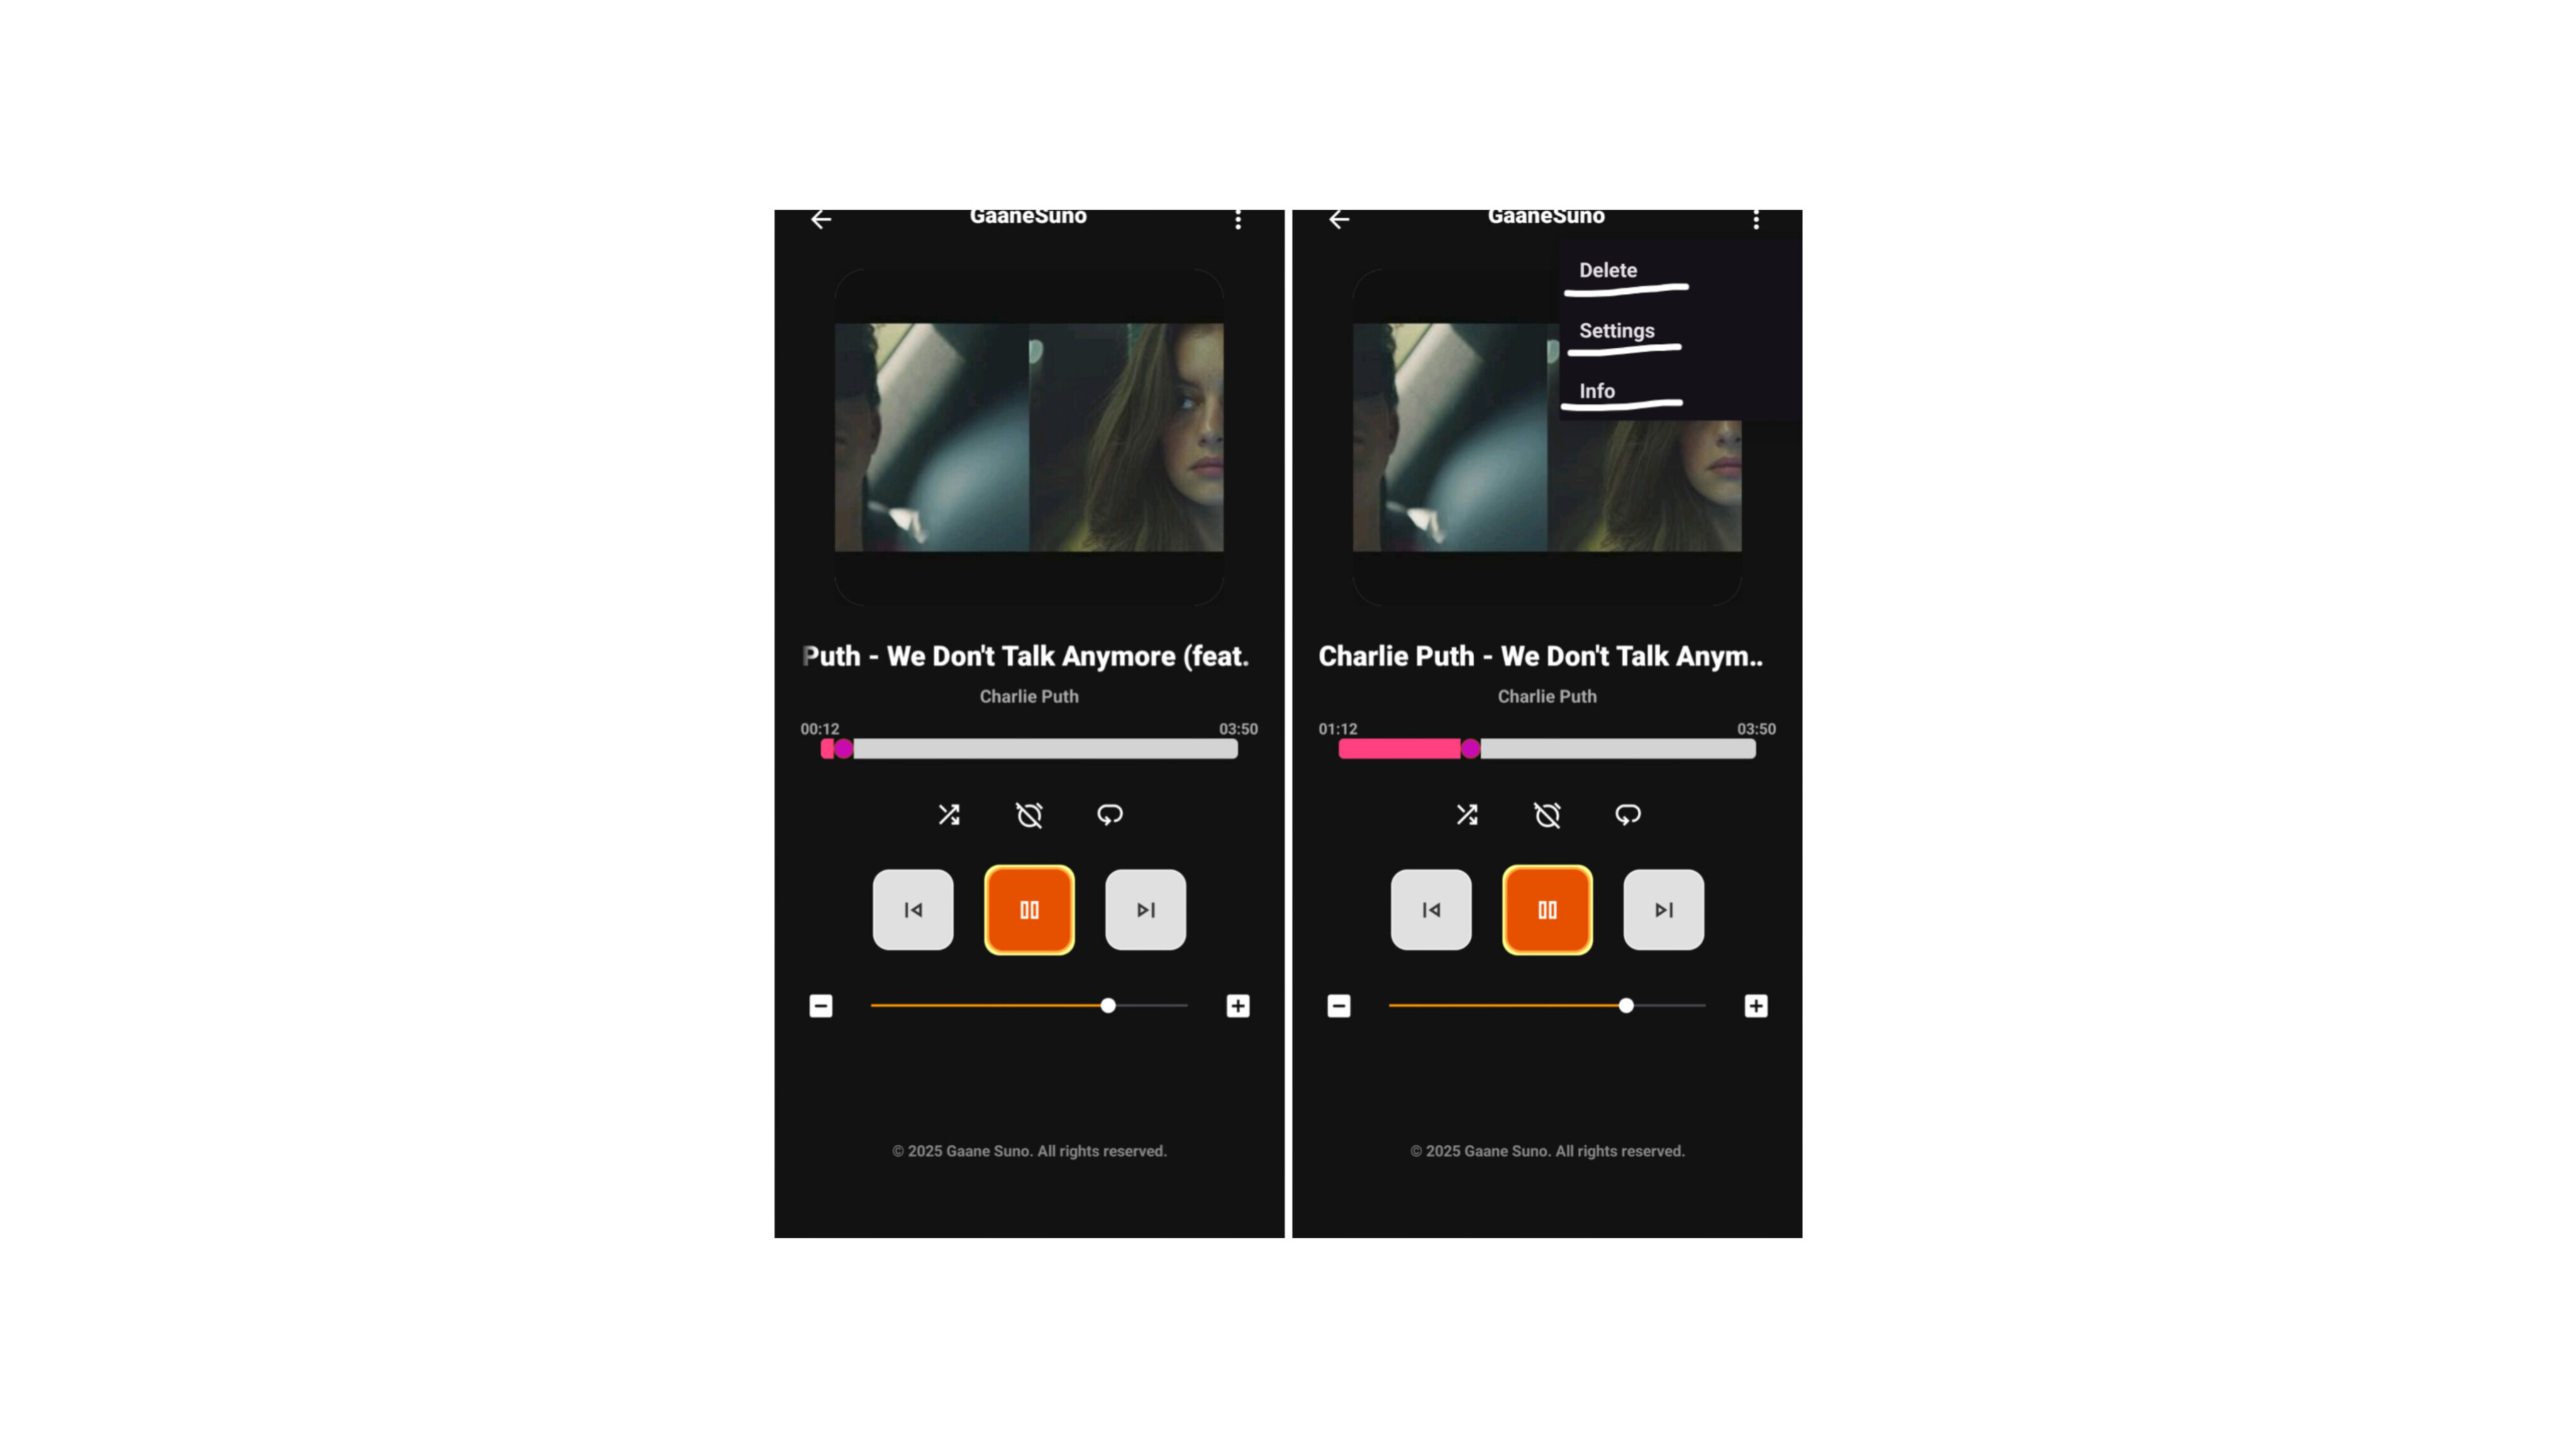 GaaneSuno
Puth - We Don't Talk Anymore (feat.
Charlie Puth
00:12 03:50
© 2025 Gaane Suno. All rights reserved.
GaaneSuno
Delete
Settings
Info
Charlie Puth - We Don't Talk Anym..
Charlie Puth
01:12 03:50
© 2025 Gaane Suno. All rights reserved.